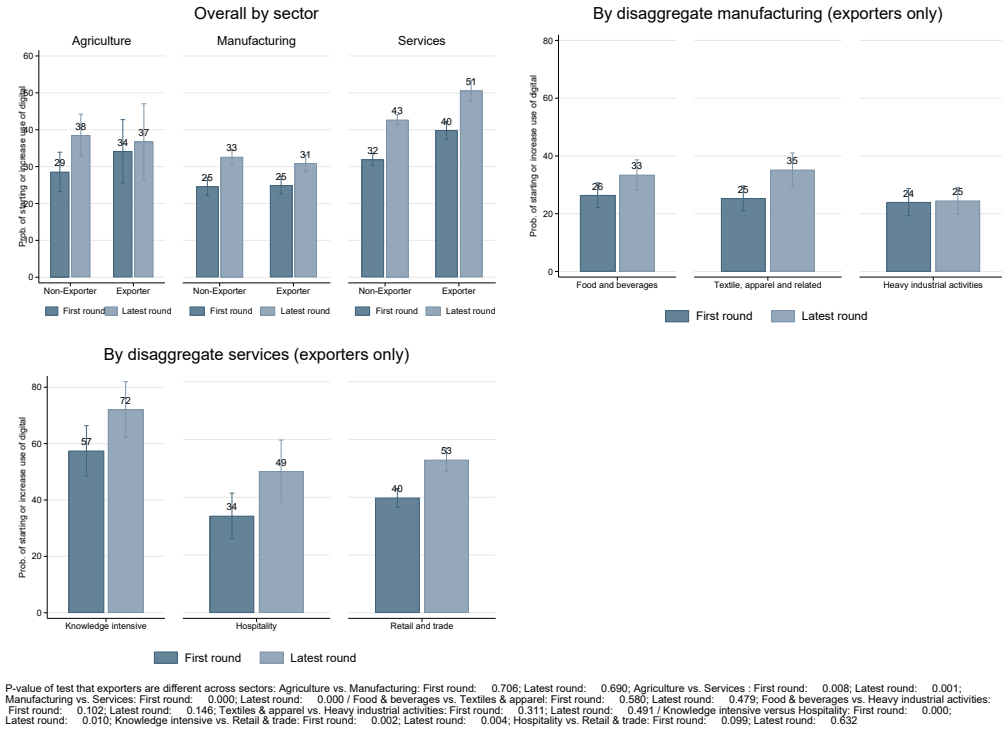 Overall by sector
Agriculture
Manufacturing
Services
Prob. of starting or increase use of digital
60
50
40
30
20
10
0
29
38
34
37
25
33
25
31
32
43
40
51
Non-Exporter
Exporter
Non-Exporter
Exporter
Non-Exporter
Exporter
First round
Latest round
First round
Latest round
First round
Latest round
By disaggregate manufacturing (exporters only)
Prob. of starting or increase use of digital
80
60
40
20
0
26
33
25
35
24
25
Food and beverages
Textile, apparel and related
Heavy industrial activities
First round
Latest round
By disaggregate services (exporters only)
Prob. of starting or increase use of digital
80
60
40
20
0
57
72
34
49
40
53
Knowledge intensive
Hospitality
Retail and trade
First round
Latest round
P-value of test that exporters are different across sectors: Agriculture vs. Manufacturing: First round: 0.706; Latest round: 0.690; Agriculture vs. Services : First round: 0.008; Latest round: 0.001;
Manufacturing vs. Services: First round: 0.000; Latest round: 0.000 / Food & beverages vs. Textiles & apparel: First round: 0.580; Latest round: 0.479; Food & beverages vs. Heavy industrial activities:
First round: 0.102; Latest round: 0.146; Textiles & apparel vs. Heavy industrial activities: First round: 0.311; Latest round: 0.491 / Knowledge intensive versus Hospitality: First round: 0.000;
Latest round: 0.010; Knowledge intensive vs. Retail & trade: First round: 0.002; Latest round: 0.004; Hospitality vs. Retail & trade: First round: 0.099; Latest round: 0.632